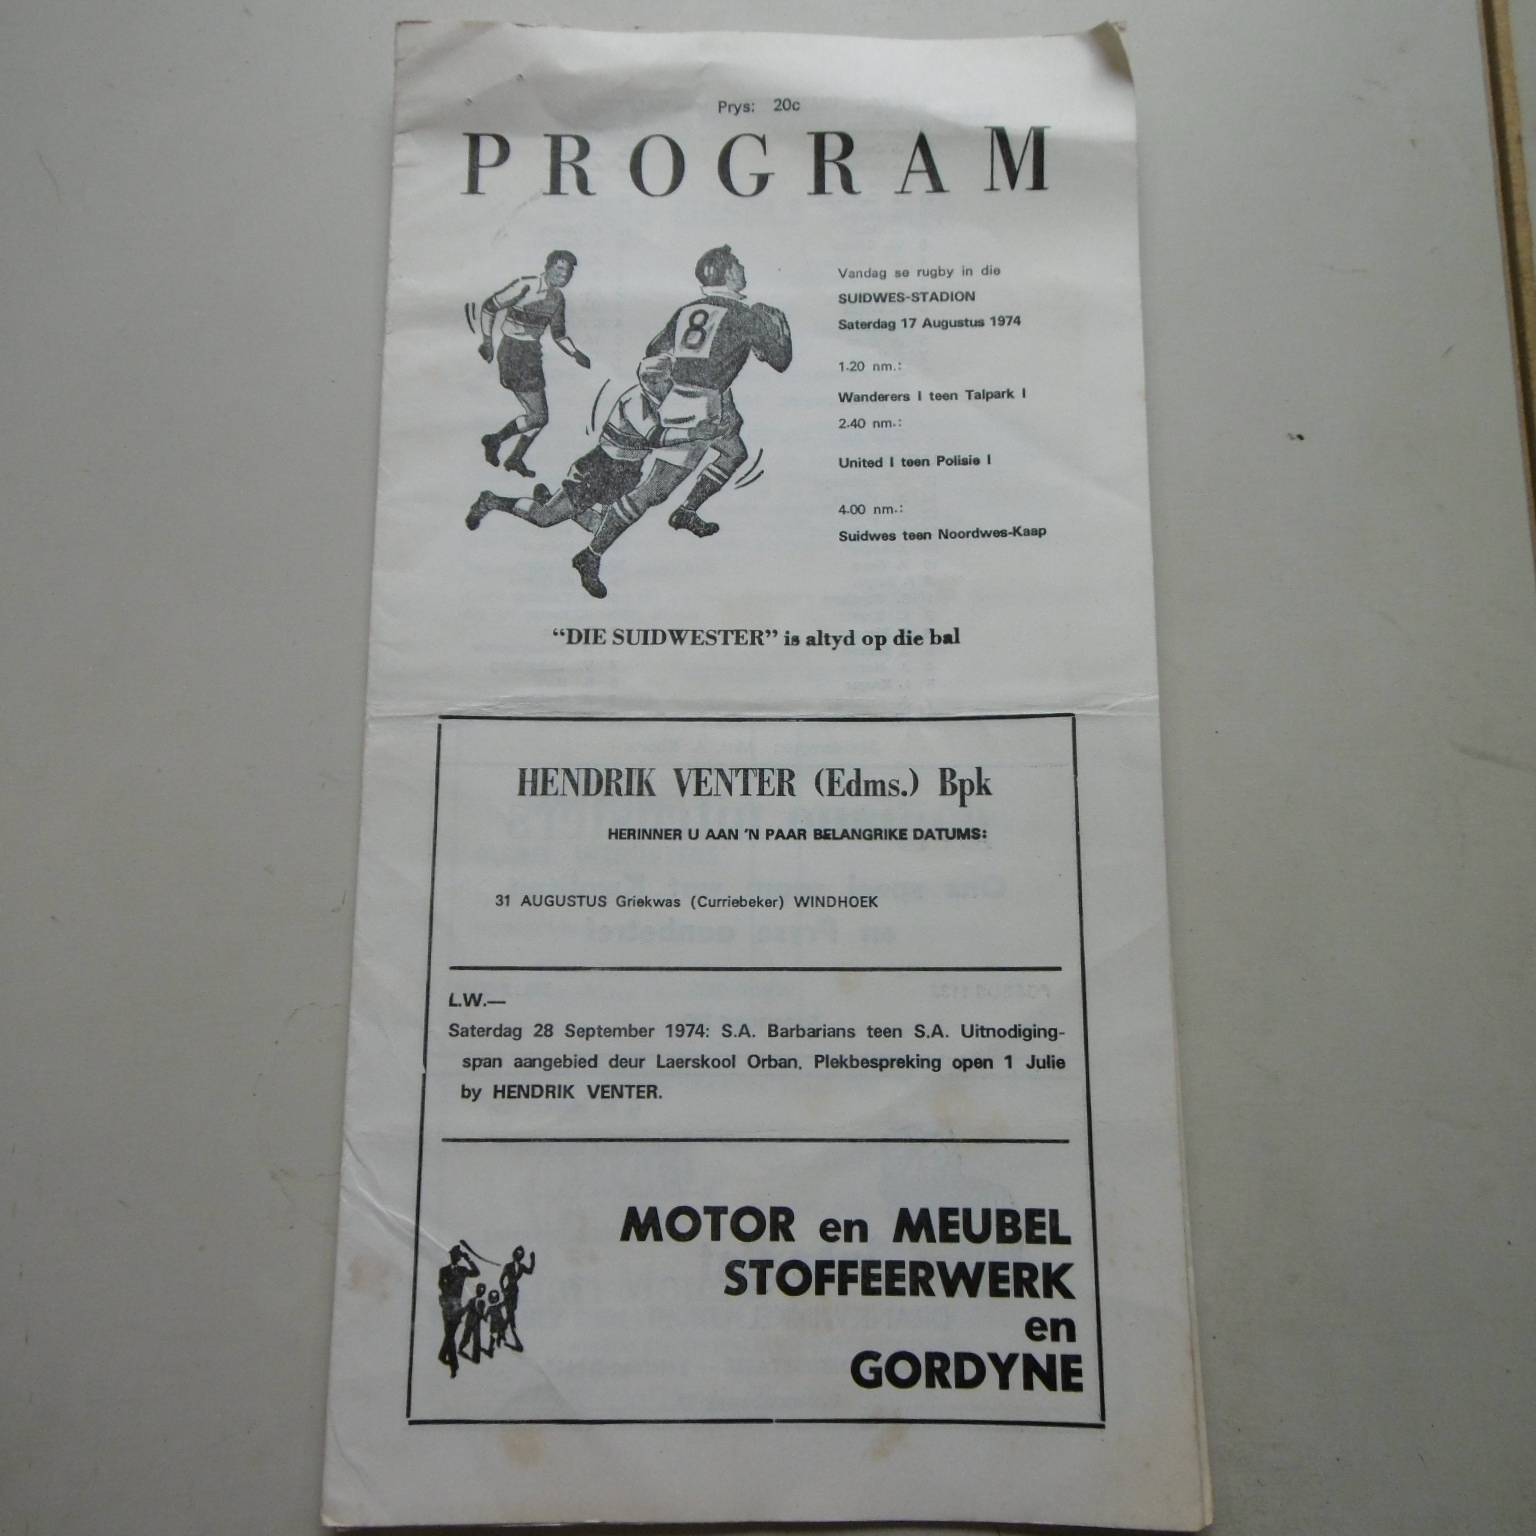 Prys: 20c
PROGRAM
8
Vandag se rugby in die
SUIDWES-STADION
Saterdag 17 Augustus 1974
1.20 nm.:
Wanderers I teen Talpark I
2.40 nm.:
United I teen Polisie I
4.00 nm.:
Suidwes teen Noordwes-Kaap
“DIE SUIDWESTER” is altyd op die bal
HENDRIK VENTER (Edms.) Bpk
HERINNER U AAN 'N PAAR BELANGRIKE DATUMS:
31 AUGUSTUS Griekwas (Curriebeker) WINDHOEK
L.W.—
Saterdag 28 September 1974: S.A. Barbarians teen S.A. Uitnodiging-
span aangebied deur Laerskool Orban. Plekbespreking open 1 Julie
by HENDRIK VENTER.
MOTOR en MEUBEL
STOFFEERWERK
en
GORDYNE